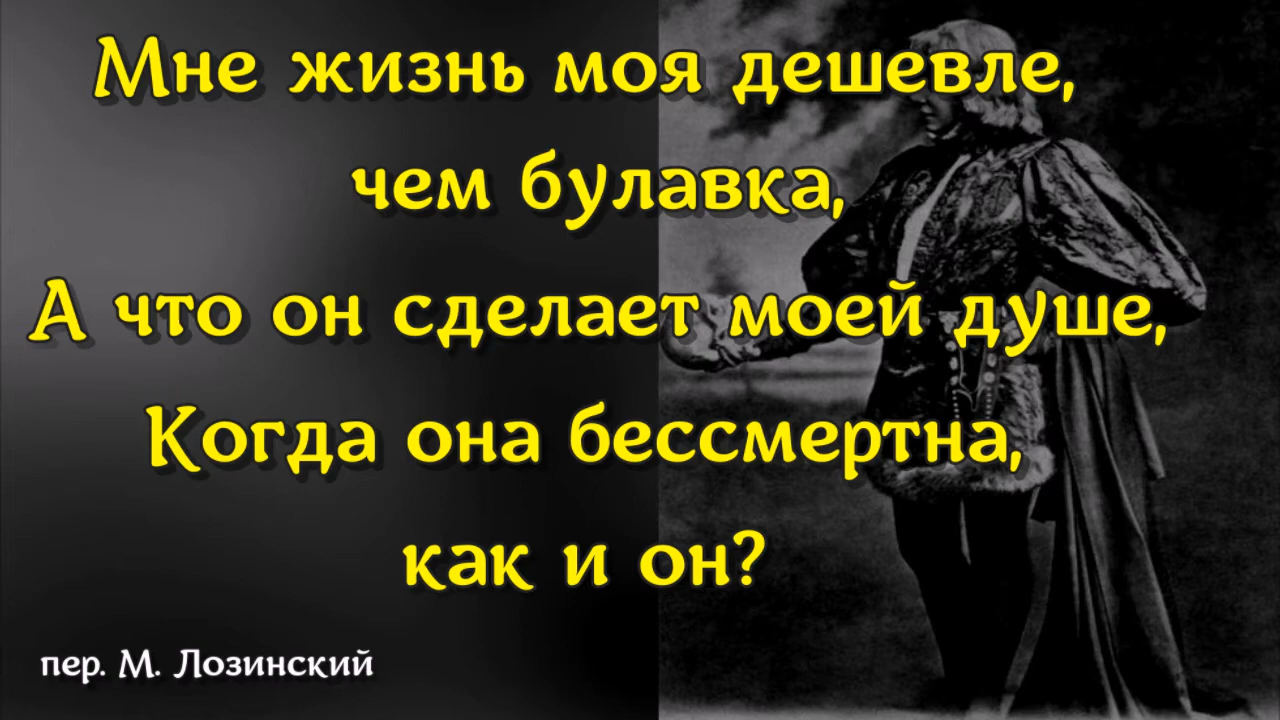 Мне жизнь моя дешевле,
чем булавка,
А что он сделает моей душе,
Когда она бессмертна,
как и он?
пер. М. Лозинский